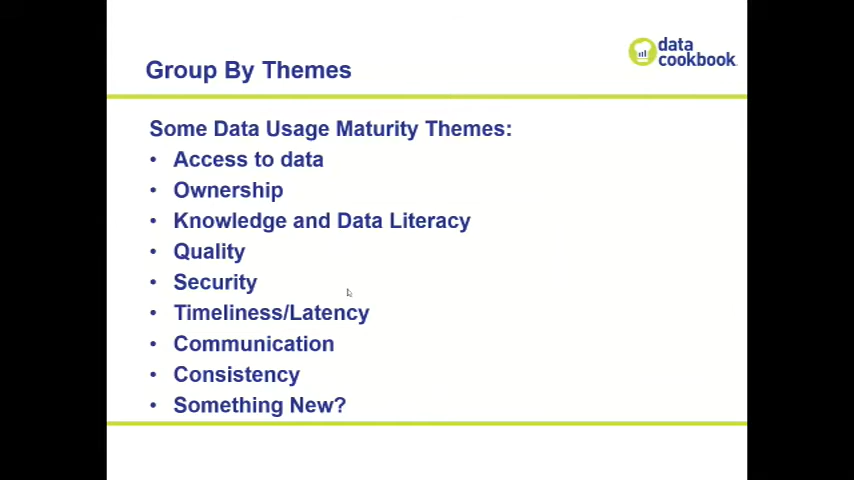 data
cookbook
Group By Themes
Some Data Usage Maturity Themes:
• Access to data
• Ownership
• Knowledge and Data Literacy
• Quality
• Security
• Timeliness/Latency
• Communication
• Consistency
• Something New?